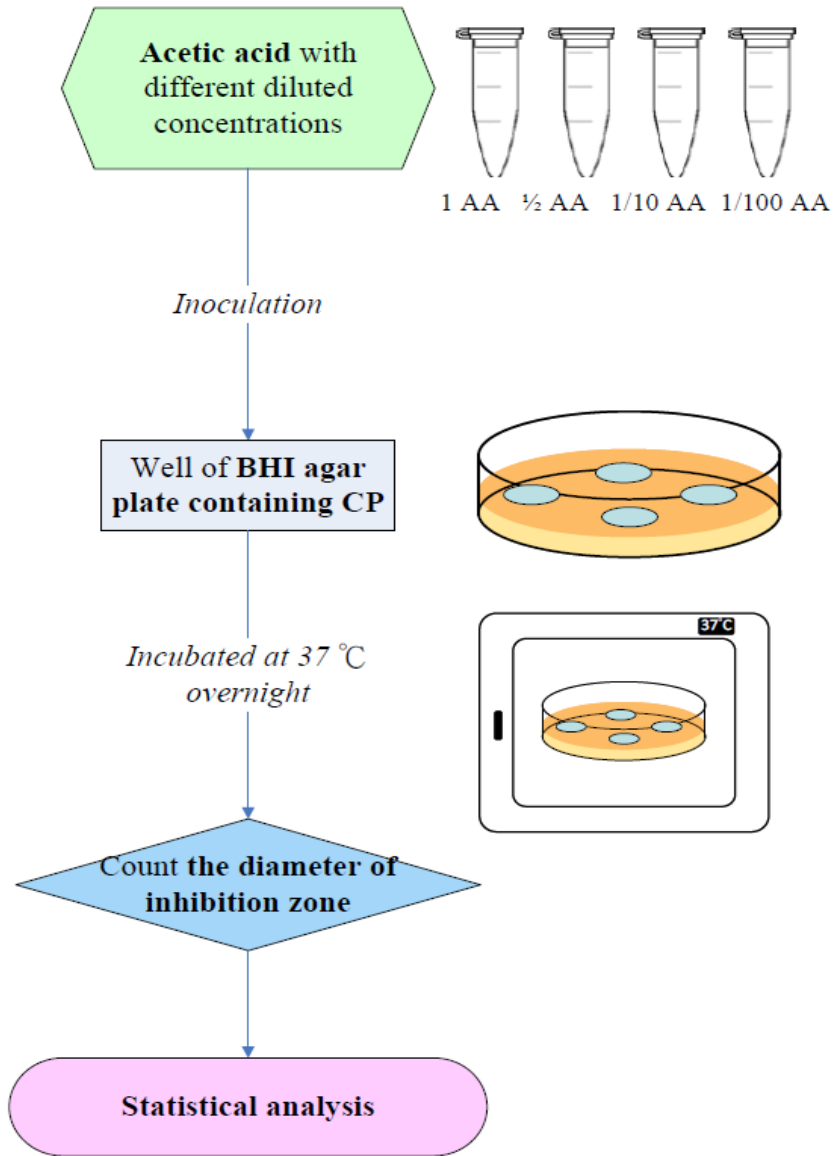 Acetic acid with
different diluted
concentrations
1 AA ½ AA 1/10 AA 1/100 AA
Inoculation
Well of BHI agar
plate containing CP
37℃
Incubated at 37 ℃
overnight
Count the diameter of
inhibition zone
Statistical analysis